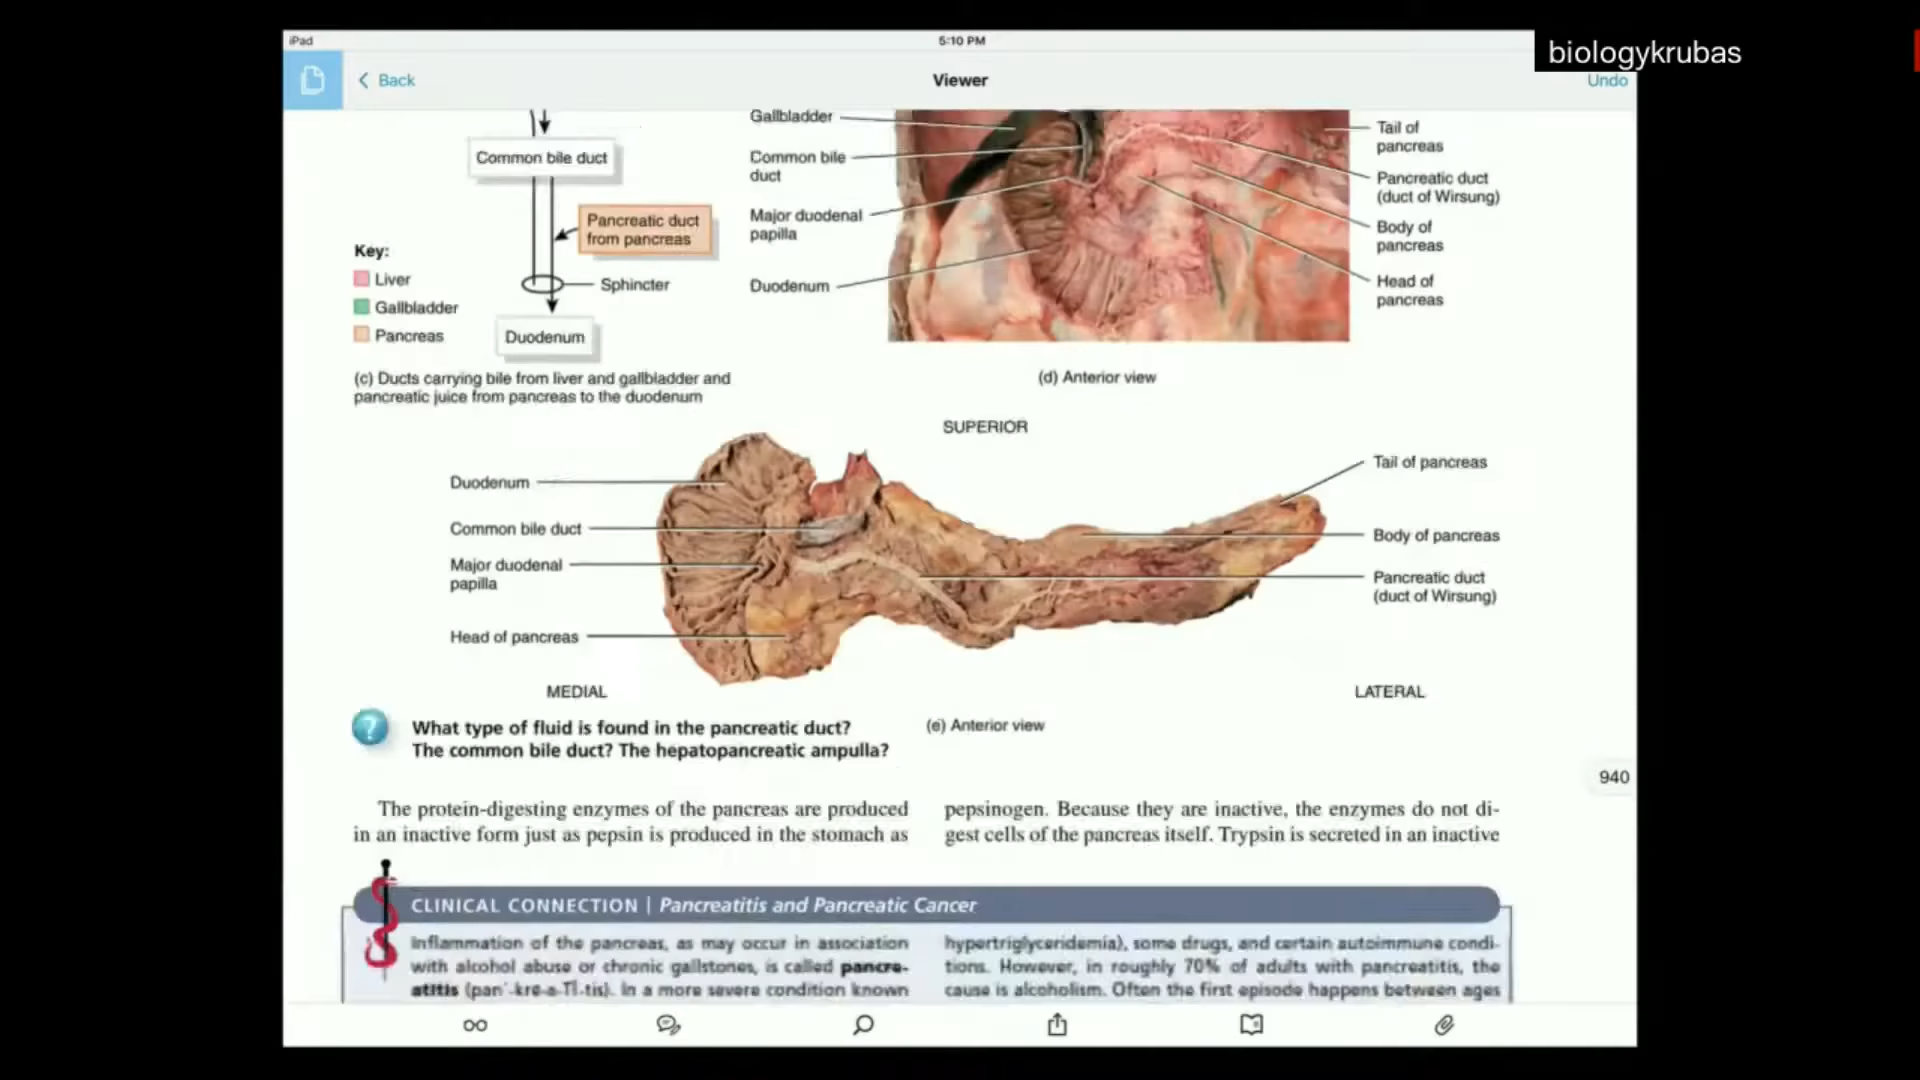 iPad
5:10 PM
biologykrubas
Back
Viewer
Undo
Common bile duct
Pancreatic duct
from pancreas
Key:
Liver
Gallbladder
Pancreas
Sphincter
Duodenum
(c) Ducts carrying bile from liver and gallbladder and
pancreatic juice from pancreas to the duodenum
Gallbladder
Common bile
duct
Major duodenal
papilla
Duodenum
Tail of
pancreas
Pancreatic duct
(duct of Wirsung)
Body of
pancreas
Head of
pancreas
(d) Anterior view
SUPERIOR
Duodenum
Common bile duct
Major duodenal
papilla
Head of pancreas
Tail of pancreas
Body of pancreas
Pancreatic duct
(duct of Wirsung)
MEDIAL
LATERAL
(e) Anterior view
?
What type of fluid is found in the pancreatic duct?
The common bile duct? The hepatopancreatic ampulla?
940
The protein-digesting enzymes of the pancreas are produced
in an inactive form just as pepsin is produced in the stomach as
pepsinogen. Because they are inactive, the enzymes do not di-
gest cells of the pancreas itself. Trypsin is secreted in an inactive
CLINICAL CONNECTION | Pancreatitis and Pancreatic Cancer
Inflammation of the pancreas, as may occur in association
with alcohol abuse or chronic gallstones, is called pancre-
atitis (pan′-krē-a-TĪ-tis). In a more severe condition known
hypertriglyceridemia), some drugs, and certain autoimmune condi-
tions. However, in roughly 70% of adults with pancreatitis, the
cause is alcoholism. Often the first episode happens between ages